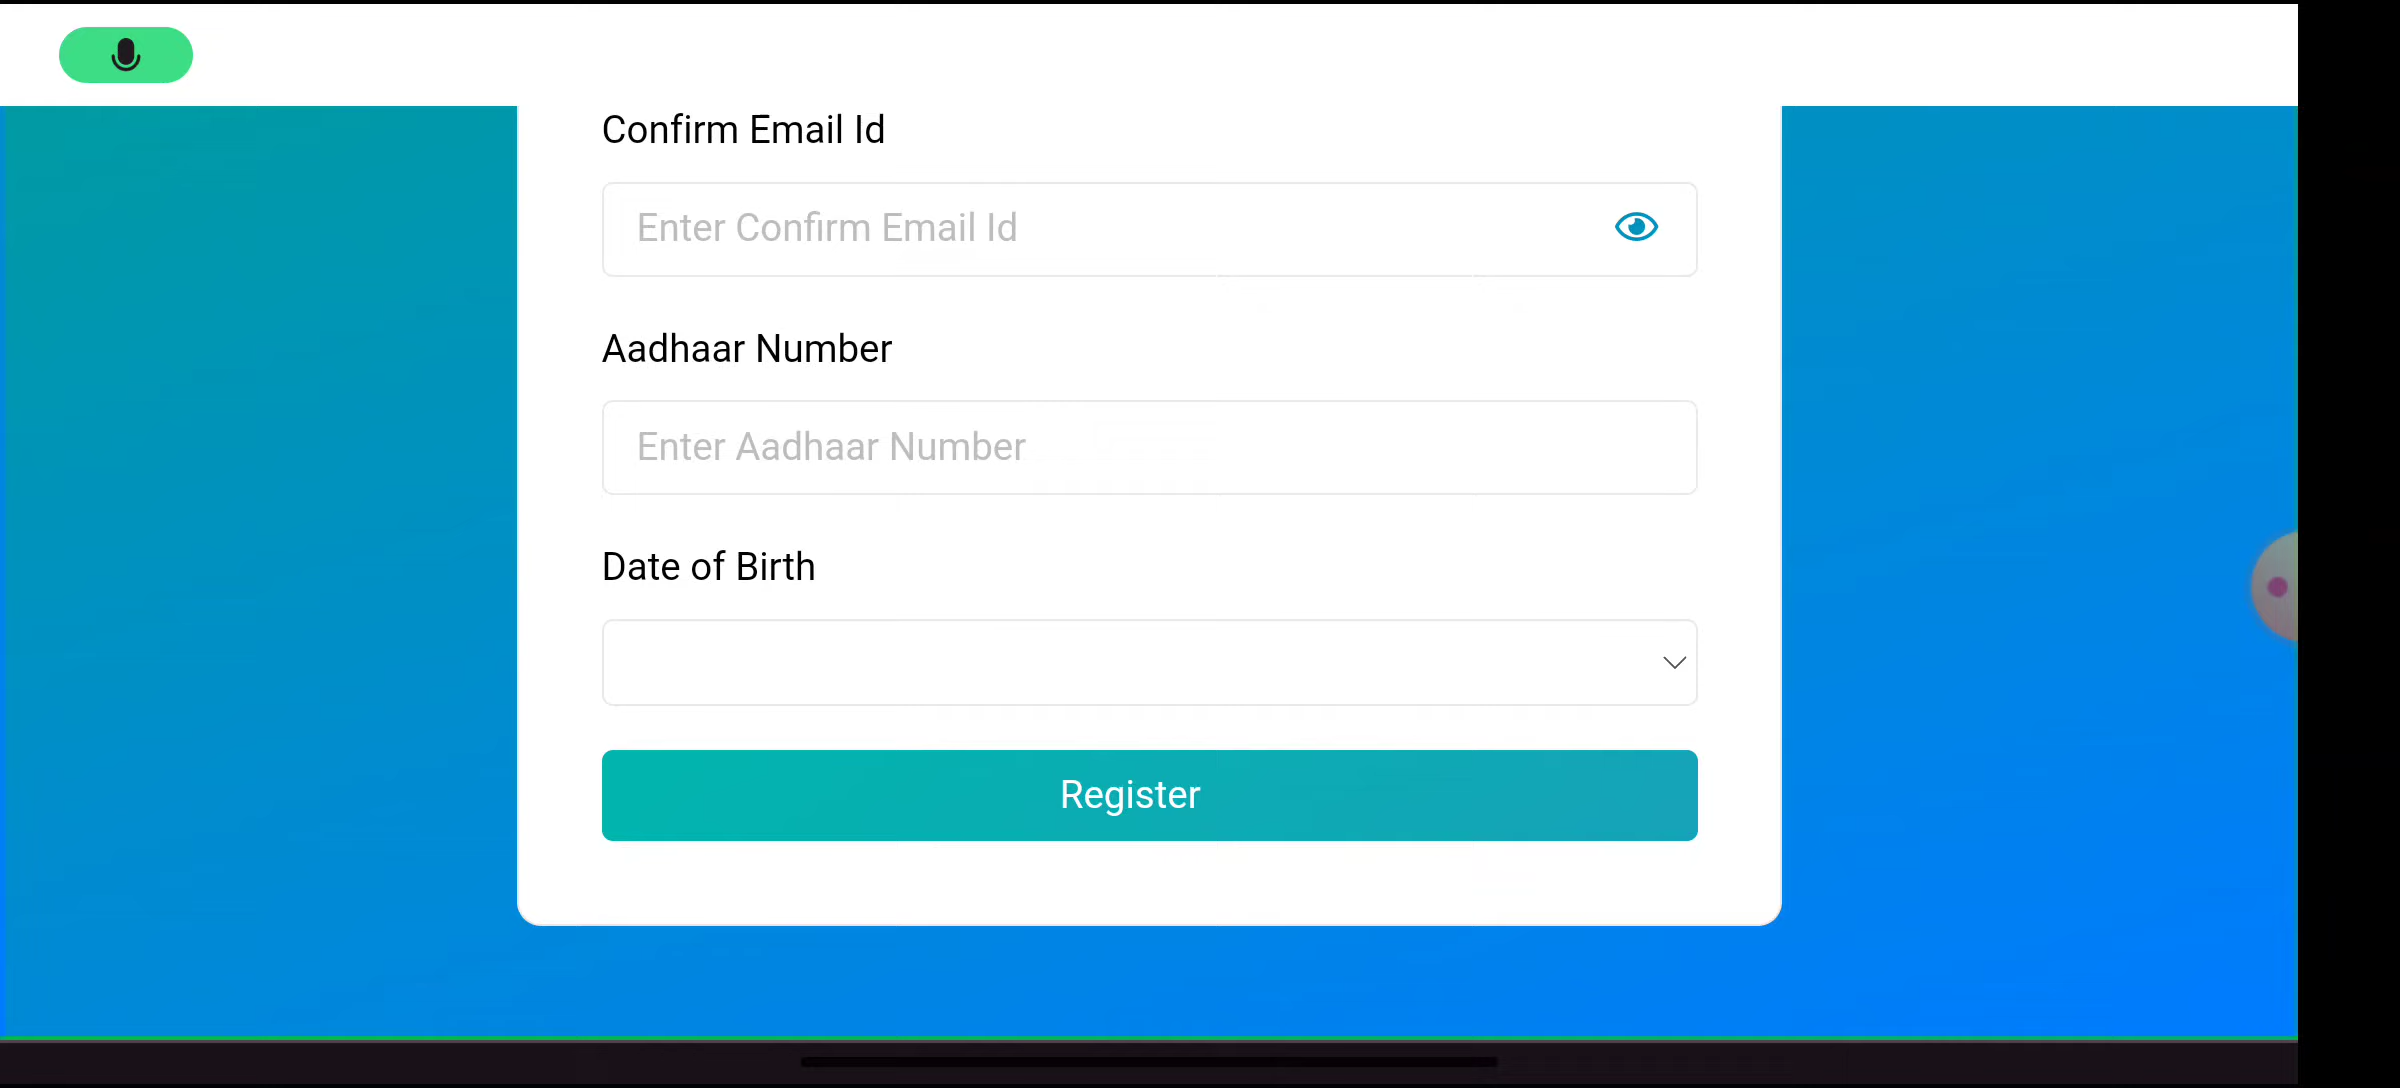 Confirm Email Id
Enter Confirm Email Id
Aadhaar Number
Enter Aadhaar Number
Date of Birth
Register